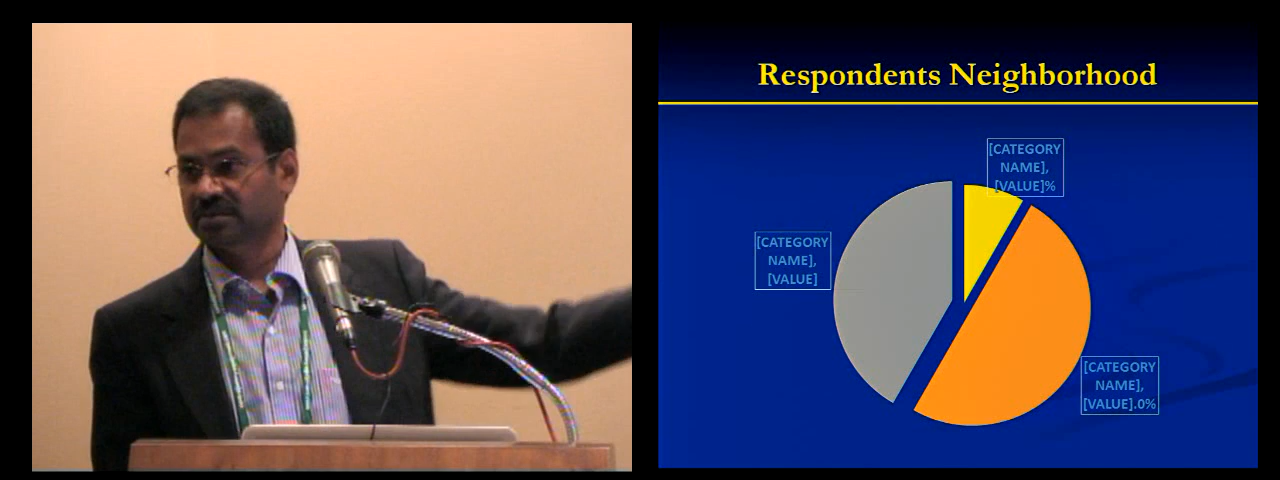 Respondents Neighborhood
[CATEGORY
NAME],
[VALUE]%
[CATEGORY
NAME],
[VALUE]
[CATEGORY
NAME],
[VALUE].0%